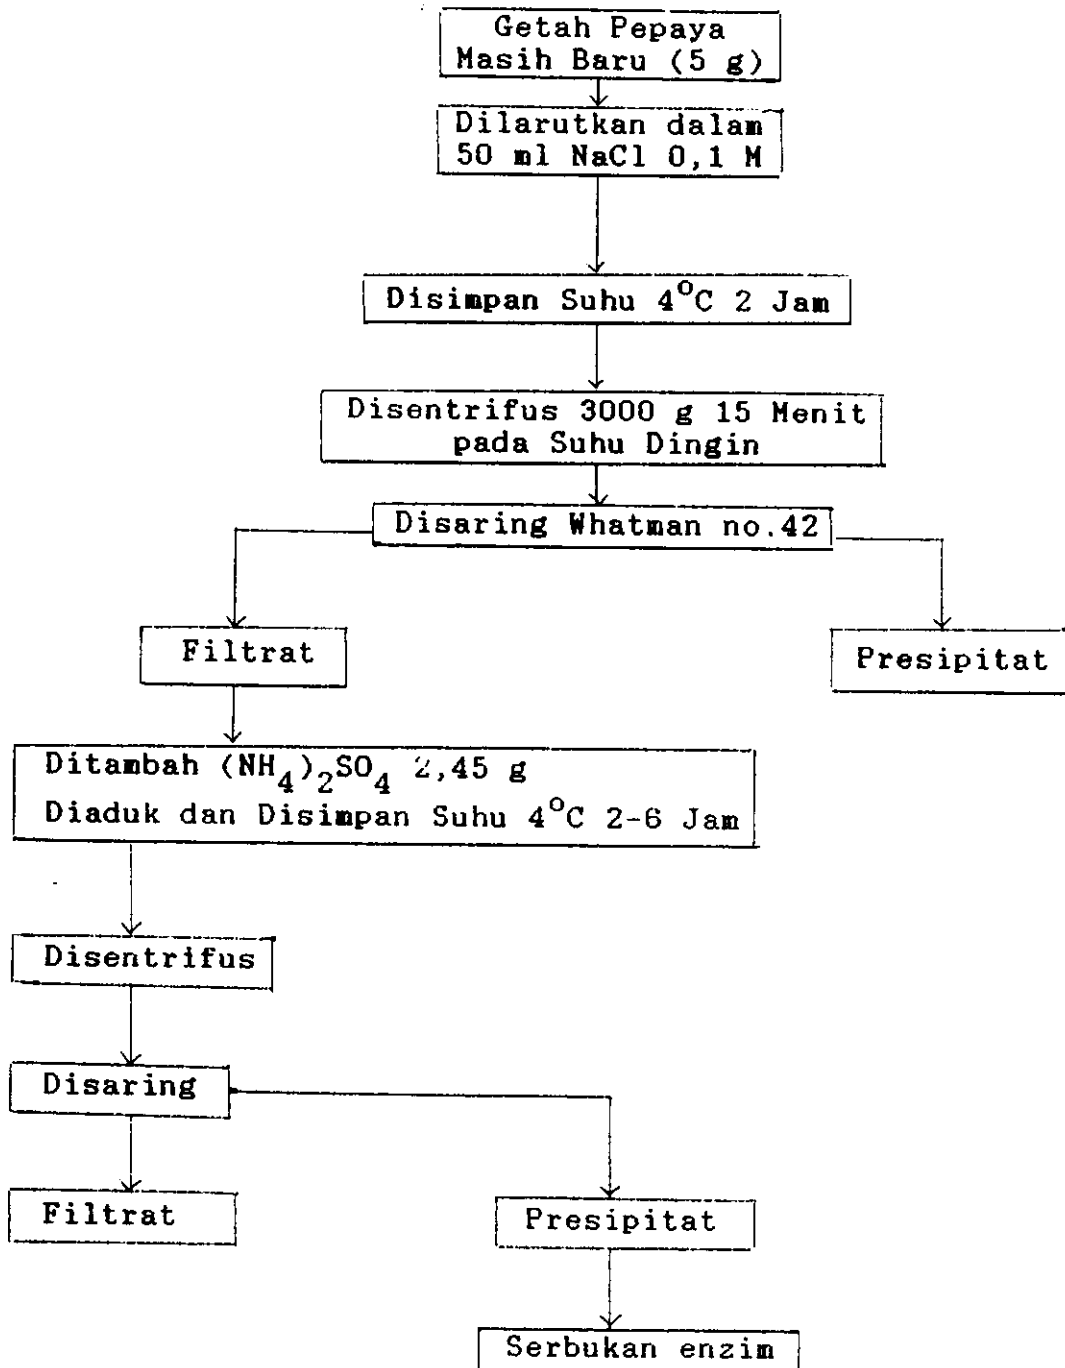 Getah Pepaya
Masih Baru (5 g)
Dilarutkan dalam
50 ml NaCl 0,1 M
Disimpan Suhu 4°C 2 Jam
Disentrifus 3000 g 15 Menit
pada Suhu Dingin
Disaring Whatman no.42
Filtrat
Presipitat
Ditambah (NH₄)₂SO₄ 2,45 g
Diaduk dan Disimpan Suhu 4°C 2-6 Jam
Disentrifus
Disaring
Filtrat
Presipitat
Serbukan enzim